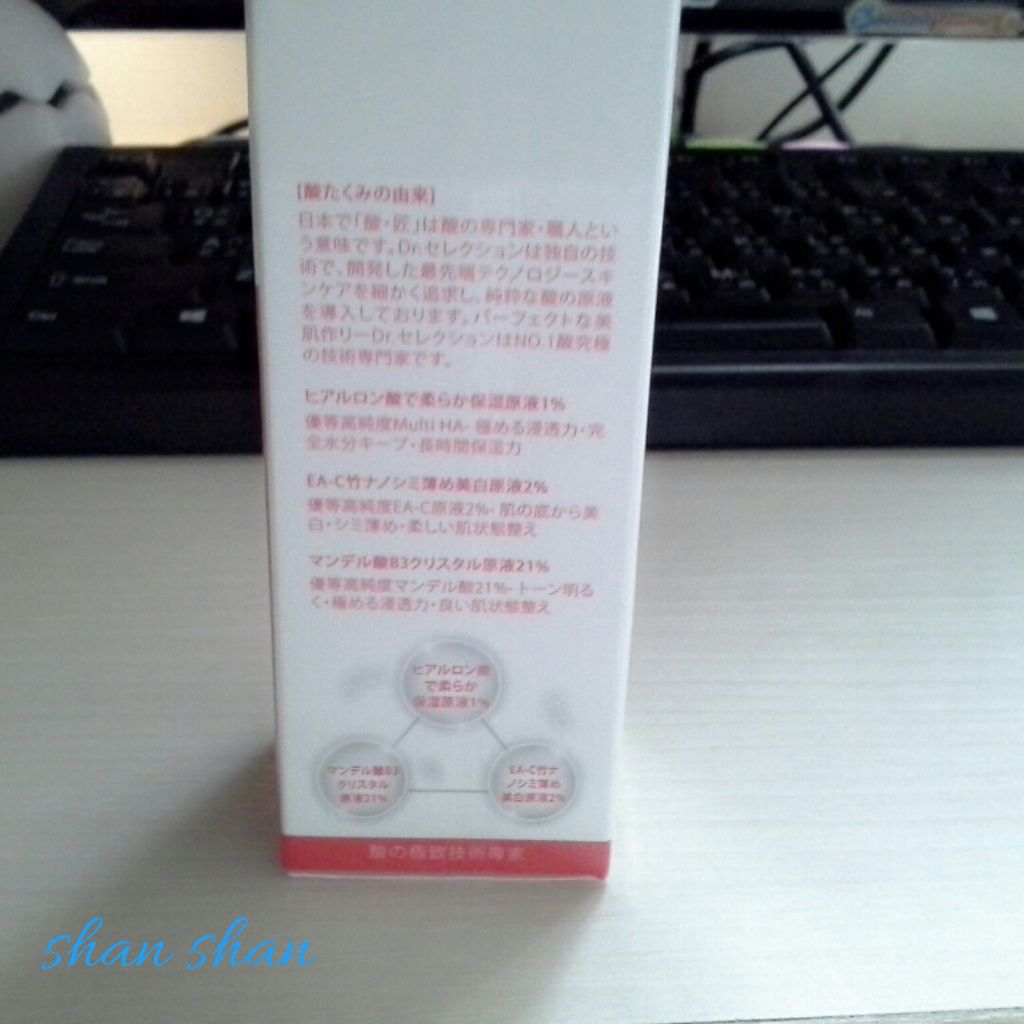 [酸たくみの由来]
日本で「酸・匠」は酸の専門家・職人とい
う意味です。Dr.セレクションは独自の技
術で、開発した最先端テクノロジースキ
ンケアを細かく追求し、純粋な酸の原液
を導入しております。パーフェクトな美
肌作りーDr.セレクションはNO.1酸究極
の技術専門家です。
ヒアルロン酸で柔らか保湿原液1%
優等高純度Multi HA- 極める浸透力・完
全水分キープ・長時間保湿力
EA-C竹ナノシミ薄め美白原液2%
優等高純度EA-C原液2%- 肌の底から美
白・シミ薄め・柔しい肌状態整え
マンデル酸B3クリスタル原液21%
優等高純度マンデル酸21%- トーン明る
く・極める浸透力・良い肌状態整え
ヒアルロン酸
で柔らか
保湿原液1%
マンデル酸B3
クリスタル
原液21%
EA-C竹ナ
ノシミ薄め
美白原液2%
酸の極致技術專家
shan shan